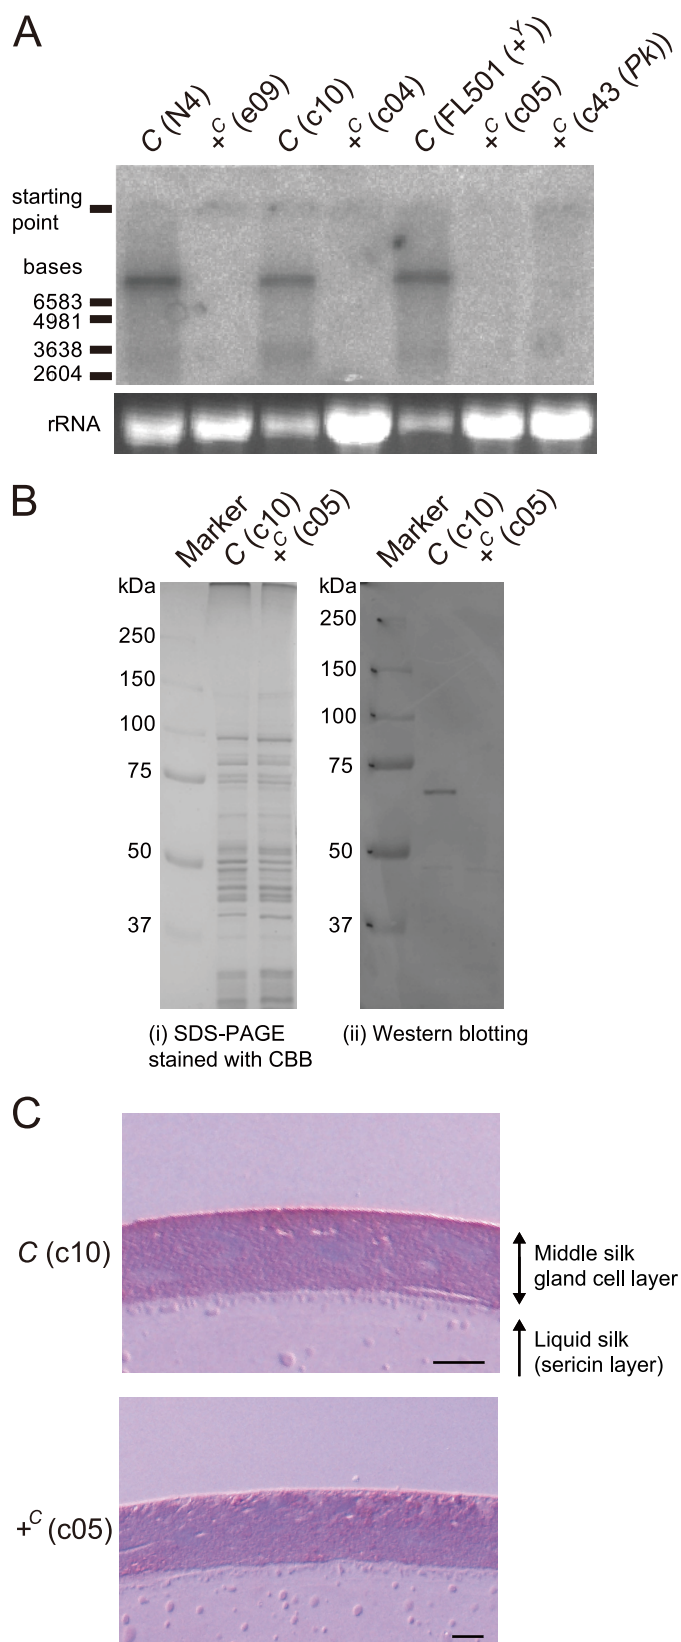 A
C (N4)
+C (e09)
C (c10)
+C (c04)
C (FL501 (+Y))
+C (c05)
+C (c43 (Pk))
starting
point
bases
6583
4981
3638
2604
rRNA
B
Marker
C (c10)
+C (c05)
Marker
C (c10)
+C (c05)
kDa
250
150
100
75
50
37
kDa
250
150
100
75
50
37
(i) SDS-PAGE
stained with CBB
(ii) Western blotting
C
C (c10)
Middle silk
gland cell layer
Liquid silk
(sericin layer)
+C (c05)